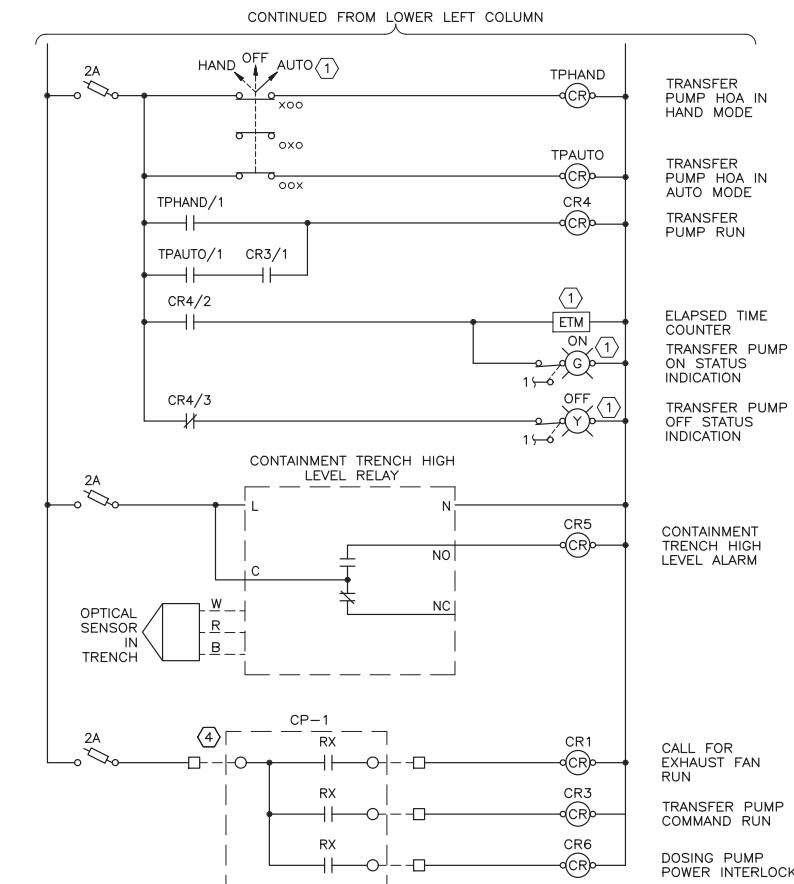 CONTINUED FROM LOWER LEFT COLUMN
2A
HAND OFF AUTO 1
XOO
TPHAND
CR
TRANSFER
PUMP HOA IN
HAND MODE
OXO
OOX
TPAUTO
CR
TRANSFER
PUMP HOA IN
AUTO MODE
TPHAND/1
CR4
CR
TRANSFER
PUMP RUN
TPAUTO/1 CR3/1
CR4/2
1
ETM
ELAPSED TIME
COUNTER
ON
1
G
1
TRANSFER PUMP
ON STATUS
INDICATION
CR4/3
OFF
1
Y
1
TRANSFER PUMP
OFF STATUS
INDICATION
CONTAINMENT TRENCH HIGH
LEVEL RELAY
2A
L
N
CR5
CR
CONTAINMENT
TRENCH HIGH
LEVEL ALARM
NO
C
NC
OPTICAL
SENSOR
IN
TRENCH
W
R
B
CP-1
2A
4
RX
CR1
CR
CALL FOR
EXHAUST FAN
RUN
RX
CR3
CR
TRANSFER PUMP
COMMAND RUN
RX
CR6
CR
DOSING PUMP
POWER INTERLOCK